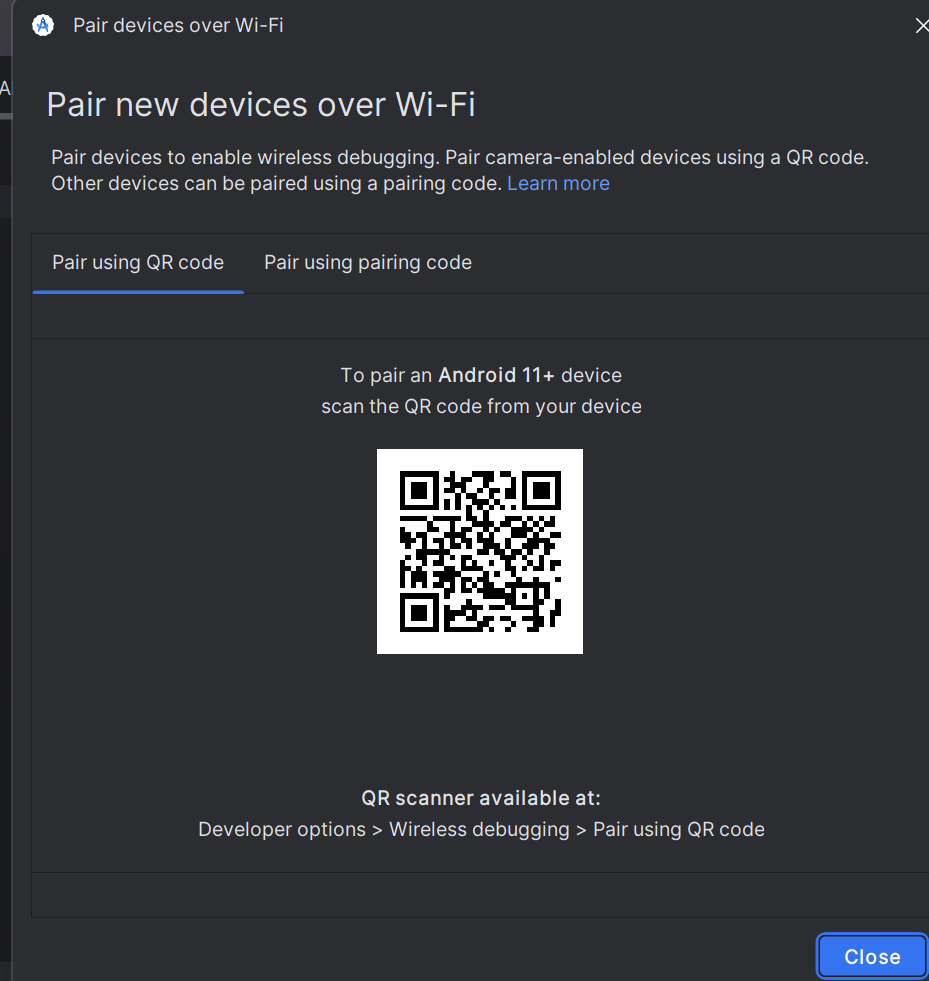 Pair devices over Wi-Fi
Pair new devices over Wi-Fi
Pair devices to enable wireless debugging. Pair camera-enabled devices using a QR code.
Other devices can be paired using a pairing code. Learn more
Pair using QR code
Pair using pairing code
To pair an Android 11+ device
scan the QR code from your device
QR scanner available at:
Developer options > Wireless debugging > Pair using QR code
Close